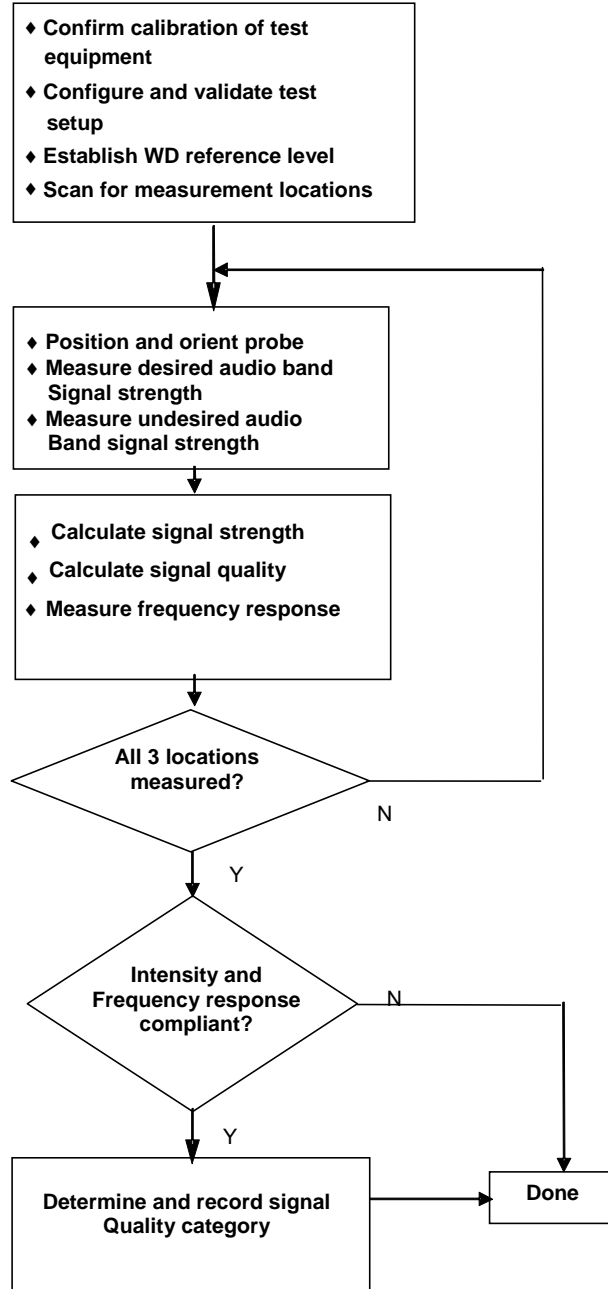 ♦ Confirm calibration of test
equipment
♦ Configure and validate test
setup
♦ Establish WD reference level
♦ Scan for measurement locations
♦ Position and orient probe
♦ Measure desired audio band
Signal strength
♦ Measure undesired audio
Band signal strength
♦ Calculate signal strength
♦ Calculate signal quality
♦ Measure frequency response
All 3 locations
measured?
N
Y
Intensity and
Frequency response
compliant?
N
Y
Determine and record signal
Quality category
Done